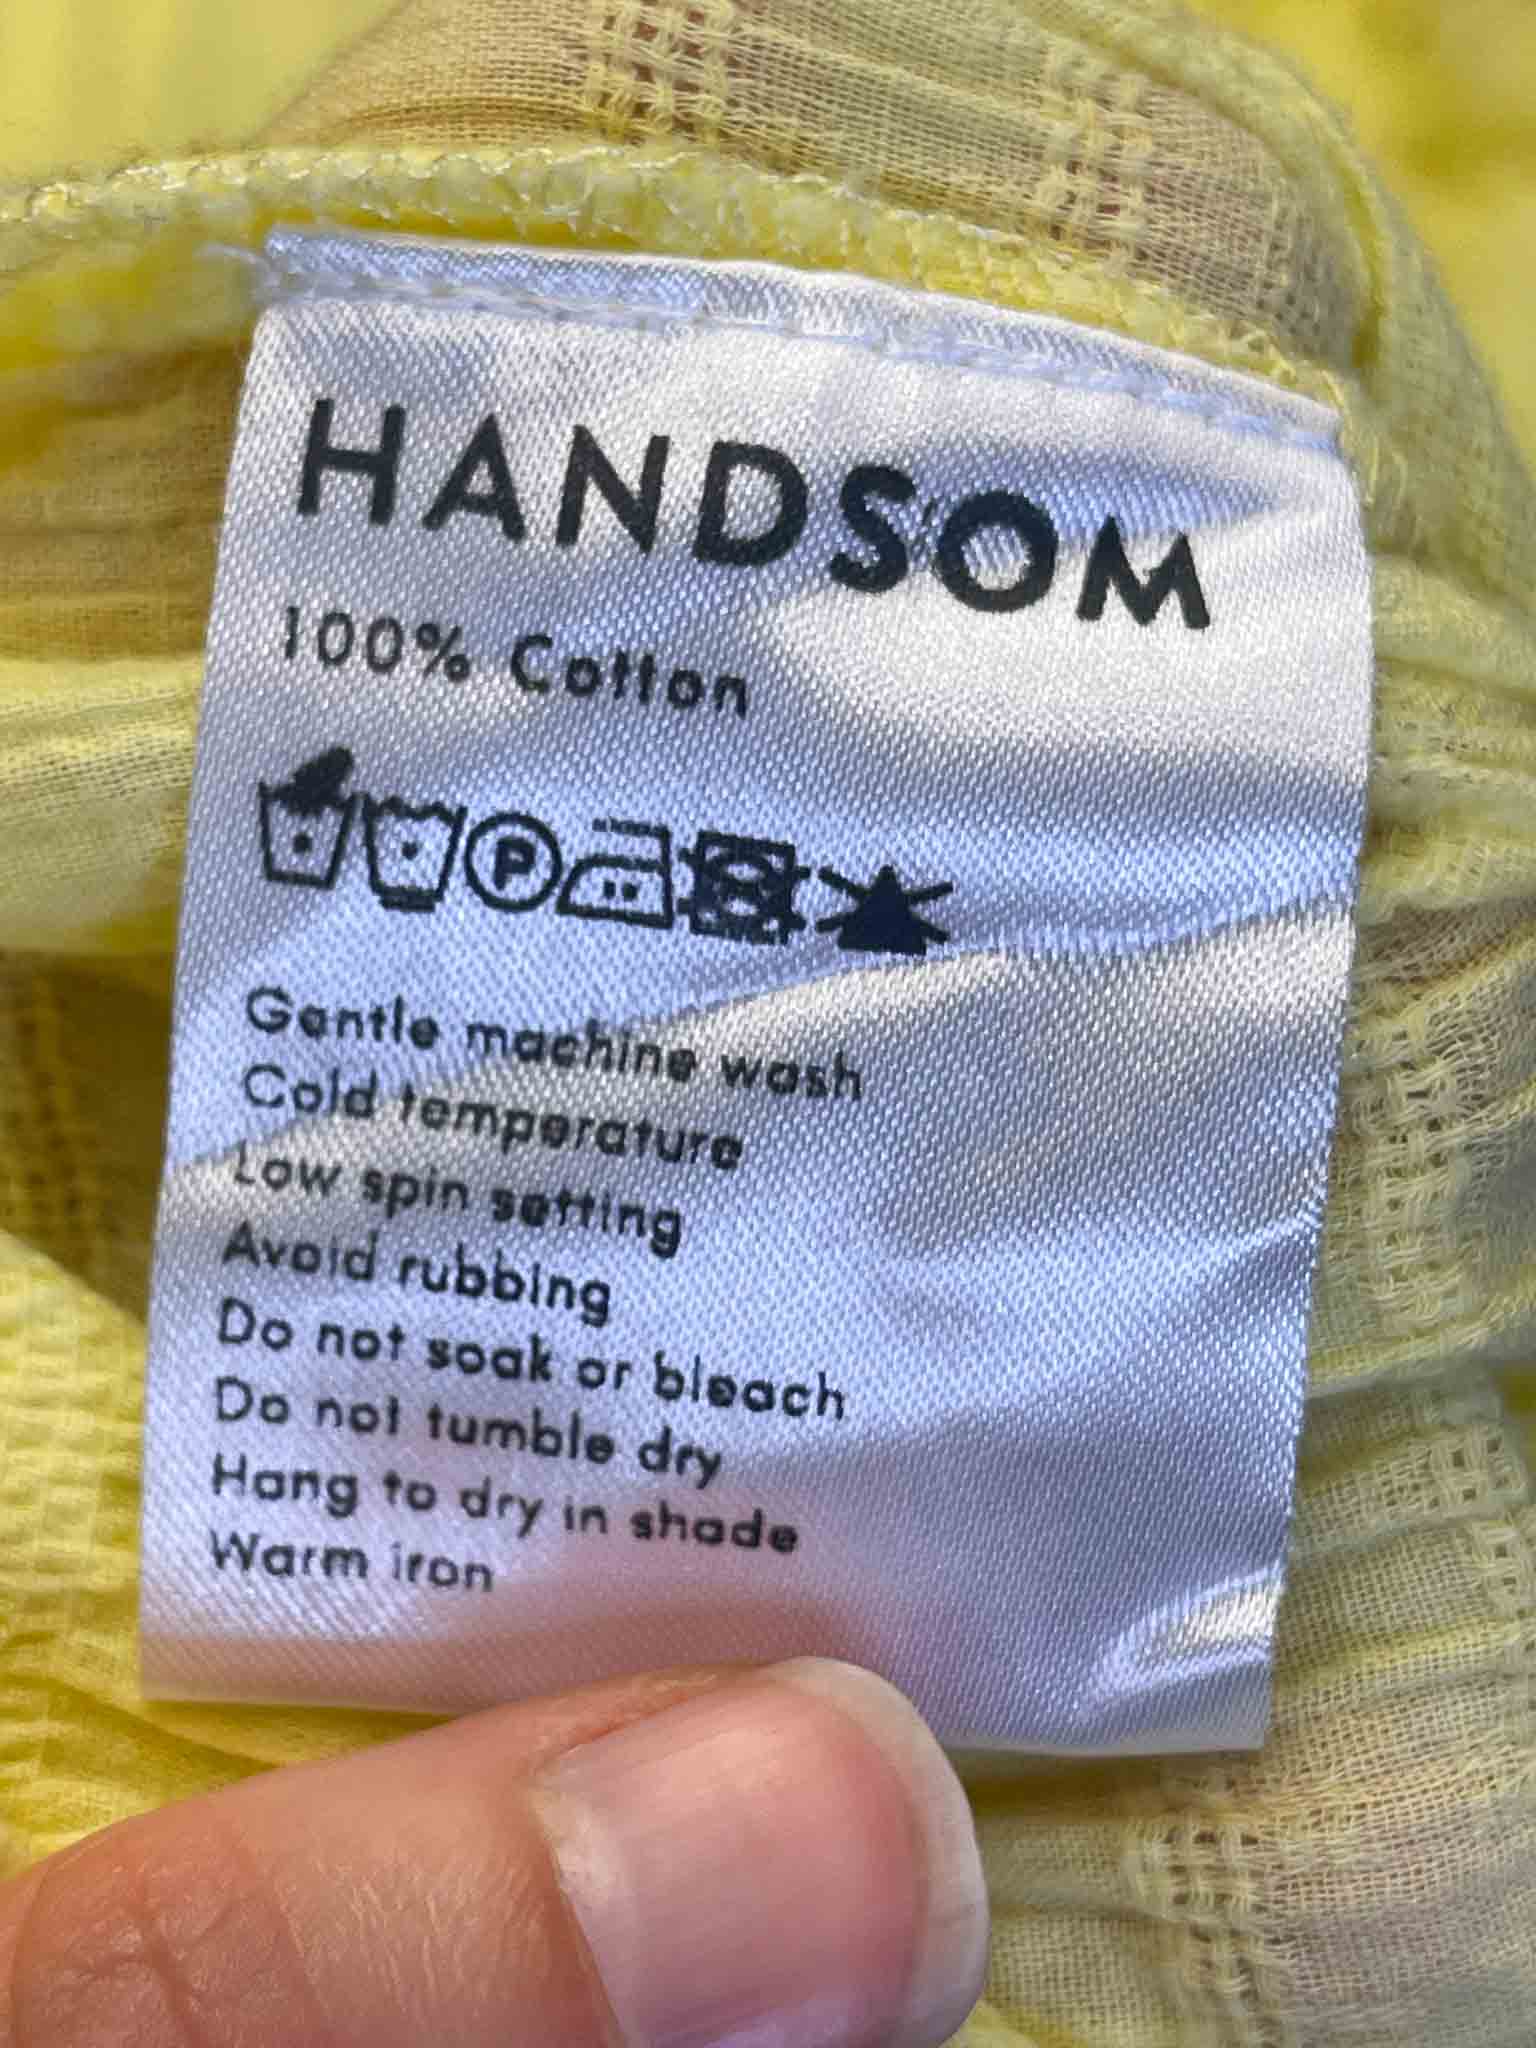 HANDSOM
100% Cotton
P
Gentle machine wash
Cold temperature
Low spin setting
Avoid rubbing
Do not soak or bleach
Do not tumble dry
Hang to dry in shade
Warm iron